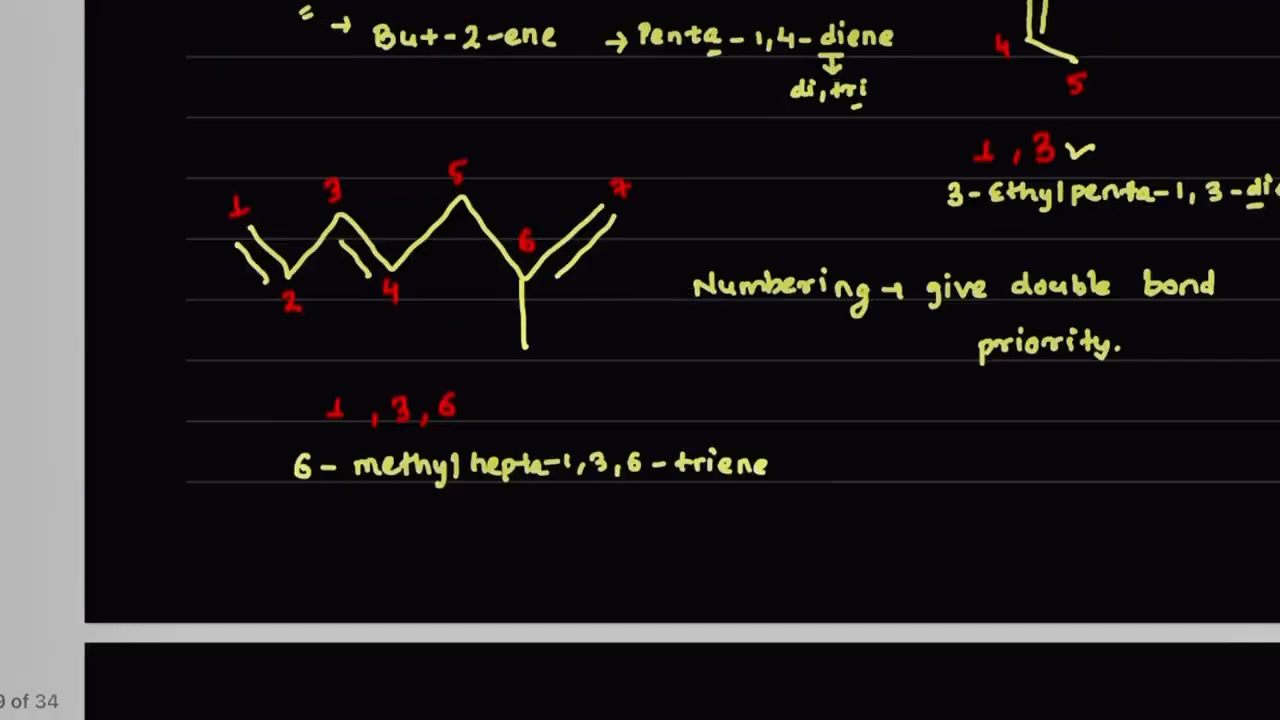 = → But-2-ene → Penta-1,4-diene
di, tri
4
5
1, 3 ✓
3-Ethylpenta-1, 3-di
1 2 3 4 5 6 7
Numbering → give double bond
priority.
1, 3, 6
6- methylhepta-1,3,6-triene
9 of 34